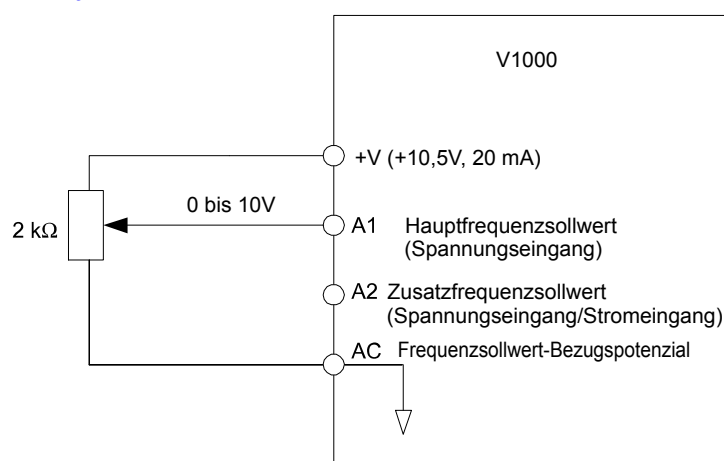 V1000
+V (+10,5V, 20 mA)
0 bis 10V
2 kΩ
A1 Hauptfrequenzsollwert
(Spannungseingang)
A2 Zusatzfrequenzsollwert
(Spannungseingang/Stromeingang)
AC Frequenzsollwert-Bezugspotenzial